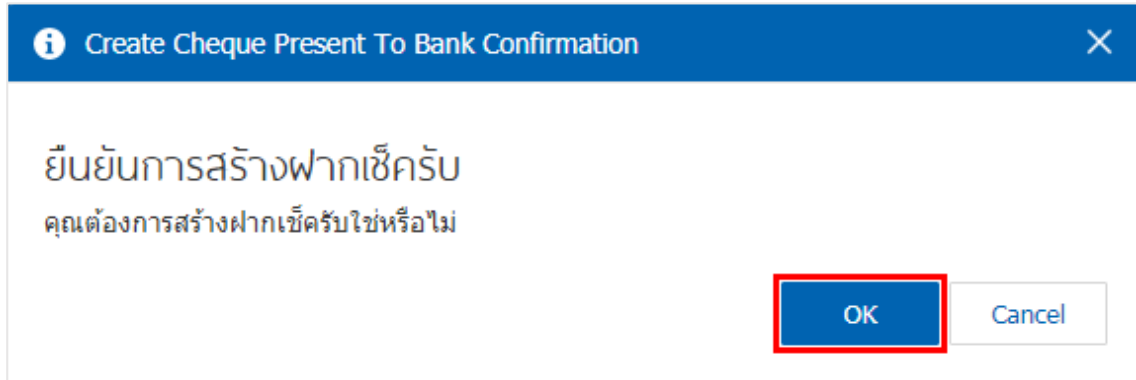 Create Cheque Present To Bank Confirmation
ยืนยันการสร้างฝากเช็ครับ
คุณต้องการสร้างฝากเช็ครับใช่หรือไม่
OK
Cancel